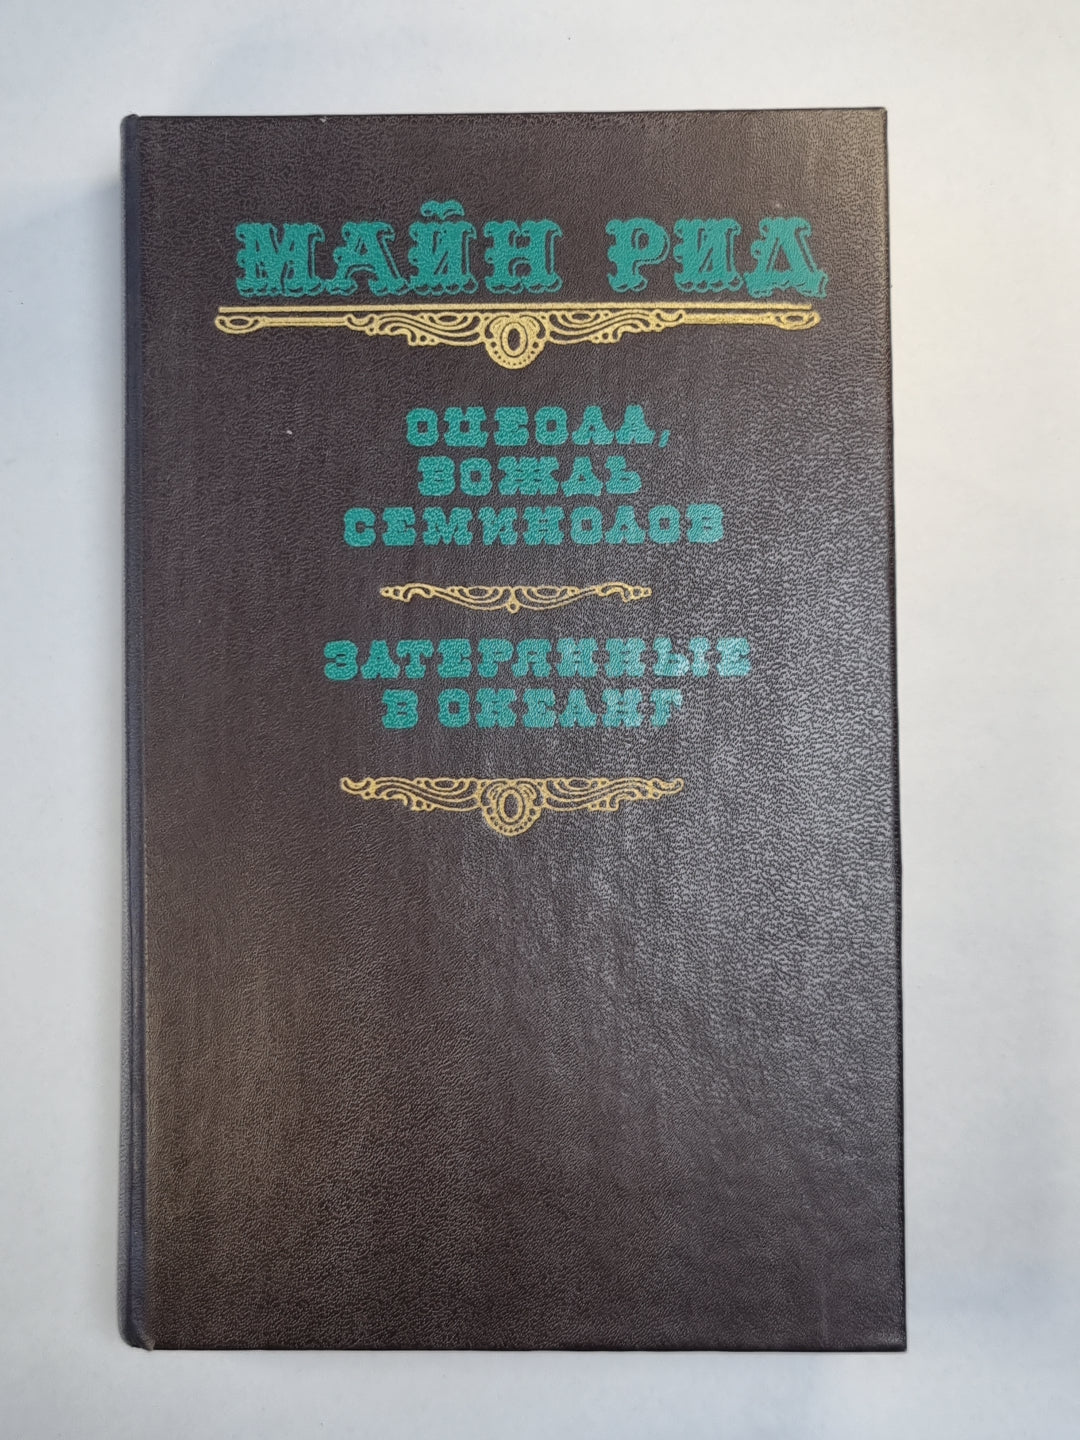 МАЙН РИД
ОЦЕОЛА,
ВОЖДЬ
СЕМИНОЛОВ
ЗАТЕРЯННЫЕ
В ОКЕАНЕ